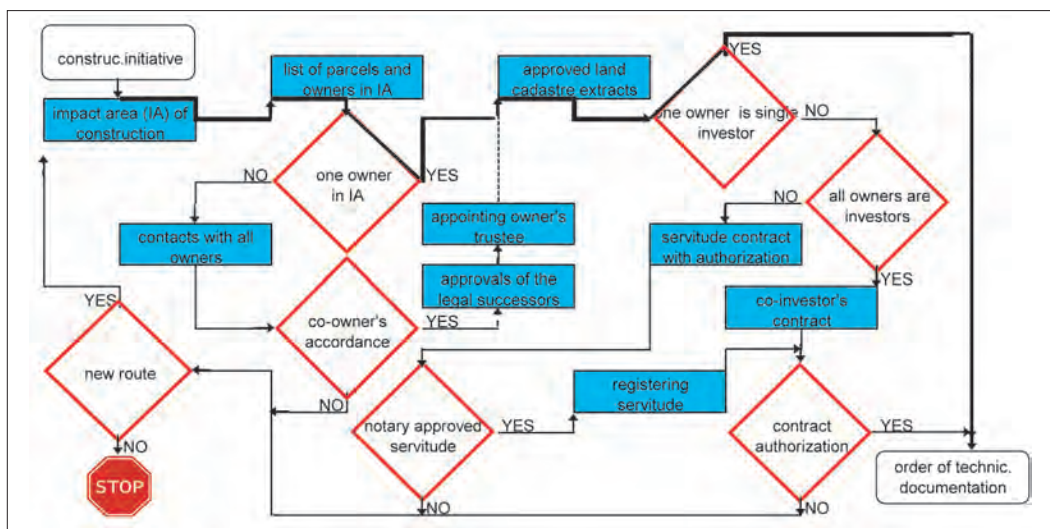 construc.initiative
impact area (IA) of
construction
list of parcels and
owners in IA
approved land
cadastre extracts
YES
one owner is single
investor
NO
NO
one owner
in IA
YES
all owners are
investors
NO
contacts with all
owners
appointing owner's
trustee
servitude contract
with authorization
approvals of the
legal successors
YES
YES
co-investor's
contract
co-owner's
accordance
YES
new route
NO
registering
servitude
notary approved
servitude
YES
contract
authorization
YES
NO
STOP
order of technic.
documentation
NO
NO